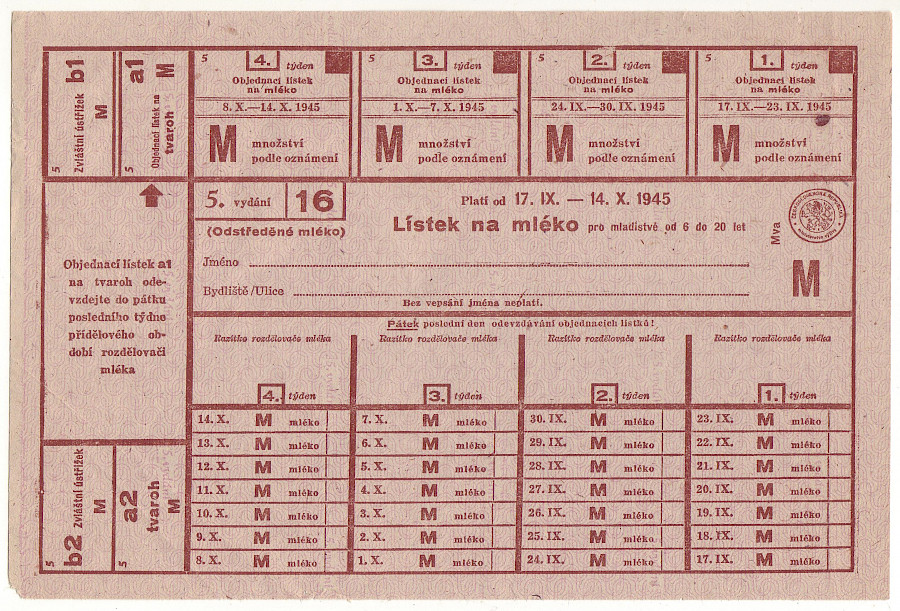 5 4. týden
Objednací lístek
na mléko
8. X.—14. X. 1945
M množství
podle oznámení
5 3. týden
Objednací lístek
na mléko
1. X.—7. X. 1945
M množství
podle oznámení
5 2. týden
Objednací lístek
na mléko
24. IX.—30. IX. 1945
M množství
podle oznámení
5 1. týden
Objednací lístek
na mléko
17. IX.—23. IX. 1945
M množství
podle oznámení
b1
Zvláštní ústřižek
M
5
a1
Objednací lístek na
tvaroh M
5
5. vydání 16
(Odstředěné mléko)
Platí od 17. IX. — 14. X. 1945
Lístek na mléko pro mladistvé od 6 do 20 let
Mva
M
Jméno
Bydliště/Ulice
Bez vepsání jména neplatí.
Objednací lístek a1
na tvaroh ode-
vzdejte do pátku
posledního týdne
přídělového ob-
dobí rozdělovači
mléka
Pátek poslední den odevzdávání objednacích lístků!
Razítko rozdělovače mléka Razítko rozdělovače mléka Razítko rozdělovače mléka Razítko rozdělovače mléka
4. týden 3. týden 2. týden 1. týden
14. X. M mléko 7. X. M mléko 30. IX. M mléko 23. IX. M mléko
13. X. M mléko 6. X. M mléko 29. IX. M mléko 22. IX. M mléko
12. X. M mléko 5. X. M mléko 28. IX. M mléko 21. IX. M mléko
11. X. M mléko 4. X. M mléko 27. IX. M mléko 20. IX. M mléko
10. X. M mléko 3. X. M mléko 26. IX. M mléko 19. IX. M mléko
9. X. M mléko 2. X. M mléko 25. IX. M mléko 18. IX. M mléko
8. X. M mléko 1. X. M mléko 24. IX. M mléko 17. IX. M mléko
b2 Zvláštní ústřižek
M
5
a2
tvaroh
M
5